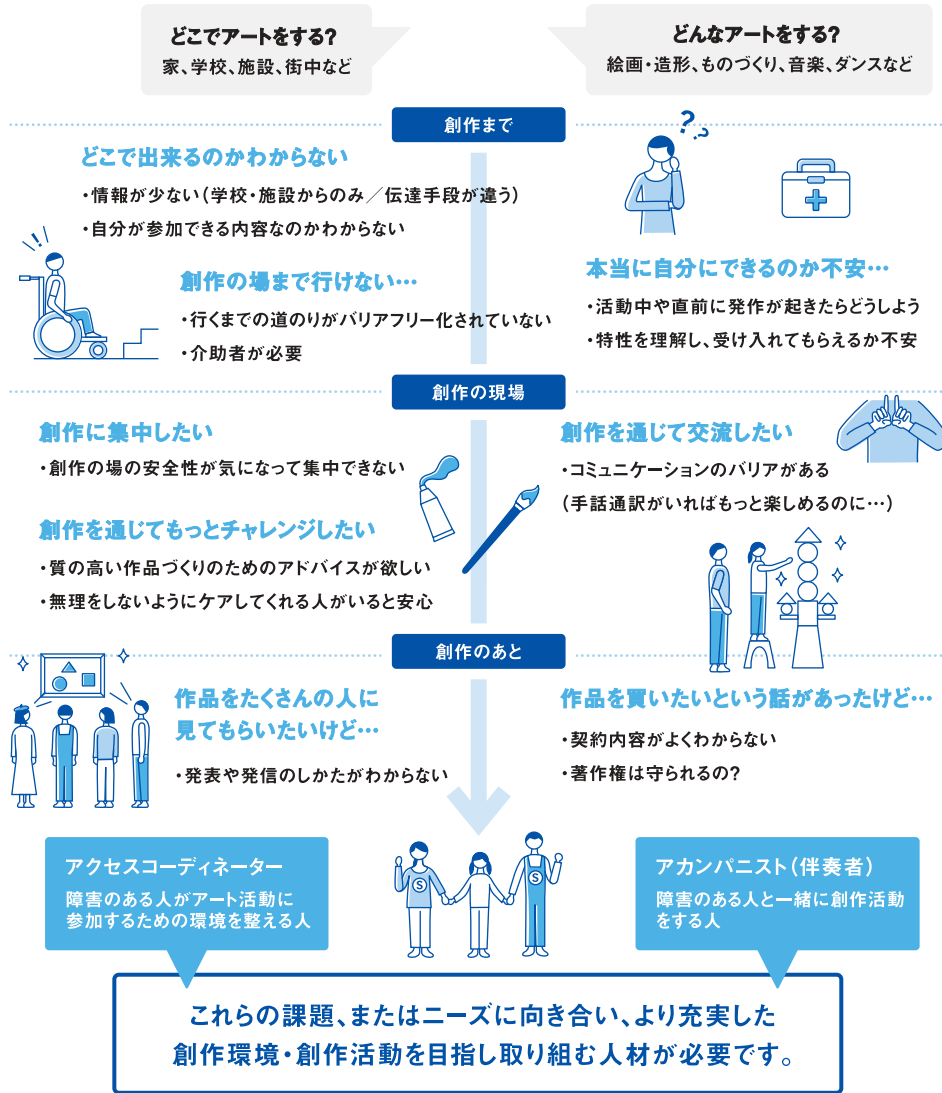 どこでアートをする?
家、学校、施設、街中など
どんなアートをする?
絵画・造形、ものづくり、音楽、ダンスなど
創作まで
どこで出来るのかわからない
・情報が少ない(学校・施設からのみ/伝達手段が違う)
・自分が参加できる内容なのかわからない
創作の場まで行けない…
・行くまでの道のりがバリアフリー化されていない
・介助者が必要
??
本当に自分にできるのか不安…
・活動中や直前に発作が起きたらどうしよう
・特性を理解し、受け入れてもらえるか不安
創作の現場
創作に集中したい
・創作の場の安全性が気になって集中できない
創作を通じてもっとチャレンジしたい
・質の高い作品づくりのためのアドバイスが欲しい
・無理をしないようにケアしてくれる人がいると安心
創作を通じて交流したい
・コミュニケーションのバリアがある
(手話通訳がいればもっと楽しめるのに…)
創作のあと
作品をたくさんの人に
見てもらいたいけど…
・発表や発信のしかたがわからない
作品を買いたいという話があったけど…
・契約内容がよくわからない
・著作権は守られるの?
アクセスコーディネーター
障害のある人がアート活動に
参加するための環境を整える人
S
S
アカンパニスト(伴奏者)
障害のある人と一緒に創作活動
をする人
これらの課題、またはニーズに向き合い、より充実した
創作環境・創作活動を目指し取り組む人材が必要です。